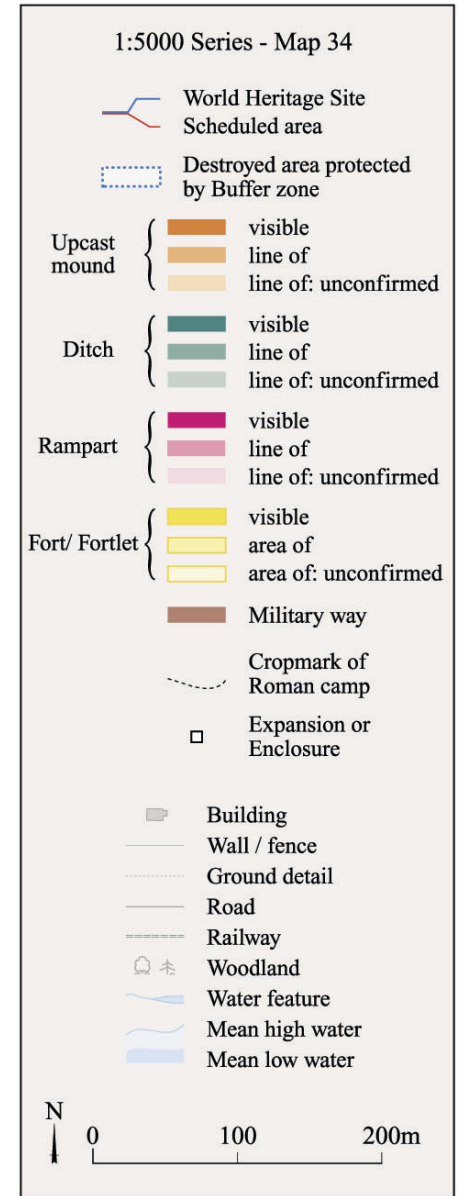 1:5000 Series - Map 34
World Heritage Site
Scheduled area
Destroyed area protected
by Buffer zone
Upcast
mound
visible
line of
line of: unconfirmed
Ditch
visible
line of
line of: unconfirmed
Rampart
visible
line of
line of: unconfirmed
Fort/ Fortlet
visible
area of
area of: unconfirmed
Military way
Cropmark of
Roman camp
Expansion or
Enclosure
Building
Wall / fence
Ground detail
Road
Railway
Woodland
Water feature
Mean high water
Mean low water
N
0 100 200m